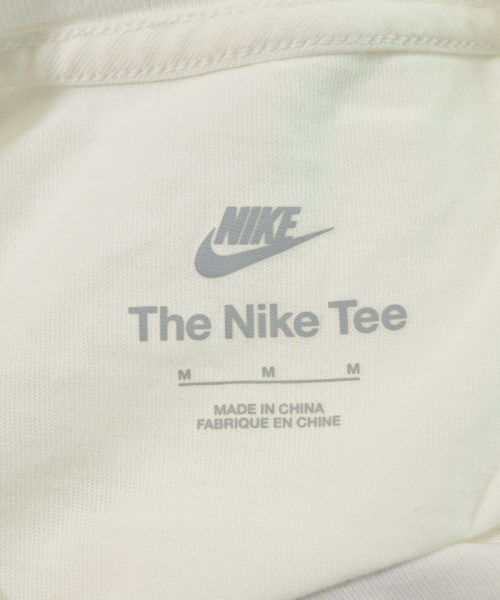 NIKE
The Nike Tee
M M M
MADE IN CHINA
FABRIQUE EN CHINE